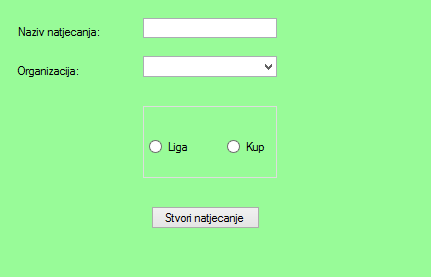 Naziv natjecanja:
Organizacija:
Liga Kup
Stvori natjecanje